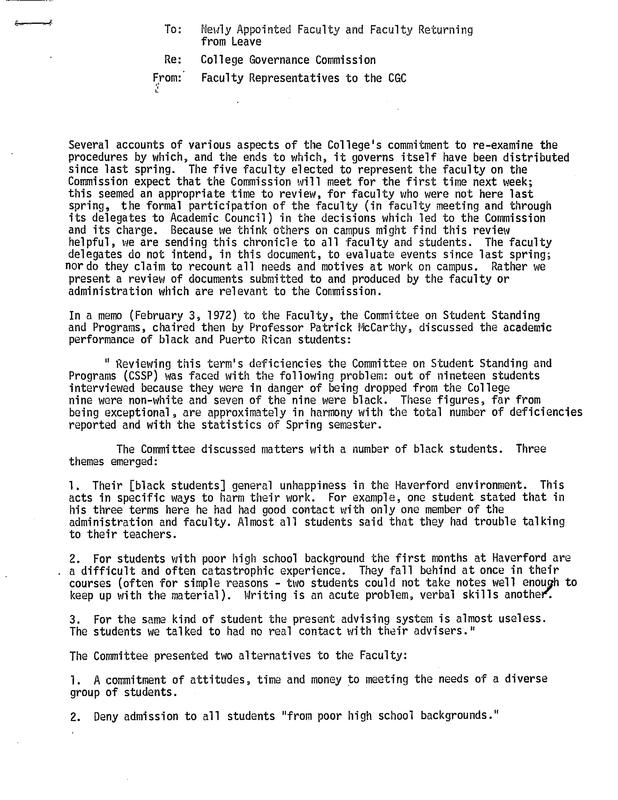 To: Newly Appointed Faculty and Faculty Returning
from Leave
Re: College Governance Commission
From: Faculty Representatives to the CGC
Several accounts of various aspects of the College's commitment to re-examine the
procedures by which, and the ends to which, it governs itself have been distributed
since last spring. The five faculty elected to represent the faculty on the
Commission expect that the Commission will meet for the first time next week;
this seemed an appropriate time to review, for faculty who were not here last
spring, the formal participation of the faculty (in faculty meeting and through
its delegates to Academic Council) in the decisions which led to the Commission
and its charge. Because we think others on campus might find this review
helpful, we are sending this chronicle to all faculty and students. The faculty
delegates do not intend, in this document, to evaluate events since last spring;
nor do they claim to recount all needs and motives at work on campus. Rather we
present a review of documents submitted to and produced by the faculty or
administration which are relevant to the Commission.
In a memo (February 3, 1972) to the Faculty, the Committee on Student Standing
and Programs, chaired then by Professor Patrick McCarthy, discussed the academic
performance of black and Puerto Rican students:
" Reviewing this term's deficiencies the Committee on Student Standing and
Programs (CSSP) was faced with the following problem: out of nineteen students
interviewed because they were in danger of being dropped from the College
nine were non-white and seven of the nine were black. These figures, far from
being exceptional, are approximately in harmony with the total number of deficiencies
reported and with the statistics of Spring semester.
The Committee discussed matters with a number of black students. Three
themes emerged:
1. Their [black students] general unhappiness in the Haverford environment. This
acts in specific ways to harm their work. For example, one student stated that in
his three terms here he had had good contact with only one member of the
administration and faculty. Almost all students said that they had trouble talking
to their teachers.
2. For students with poor high school background the first months at Haverford are
a difficult and often catastrophic experience. They fall behind at once in their
courses (often for simple reasons - two students could not take notes well enough to
keep up with the material). Writing is an acute problem, verbal skills another.
3. For the same kind of student the present advising system is almost useless.
The students we talked to had no real contact with their advisers."
The Committee presented two alternatives to the Faculty:
1. A commitment of attitudes, time and money to meeting the needs of a diverse
group of students.
2. Deny admission to all students "from poor high school backgrounds."